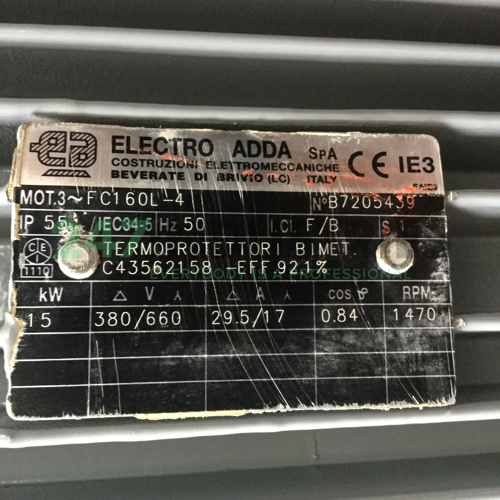 ELECTRO ADDA SpA
COSTRUZIONI ELETTROMECCANICHE
BEVERATE DI BRIVIO (LC) ITALY
CE IE3
MOT.3~ FC160L-4 N°B7205439
IP 55 IEC34-5 Hz 50 I.Cl. F/B S 1
TERMOPROTETTORI BIMET.
1110 C43562158 -EFF.92.1%
kW Δ V Y Δ A Y cos φ RPM
15 380/660 29.5/17 0.84 1470